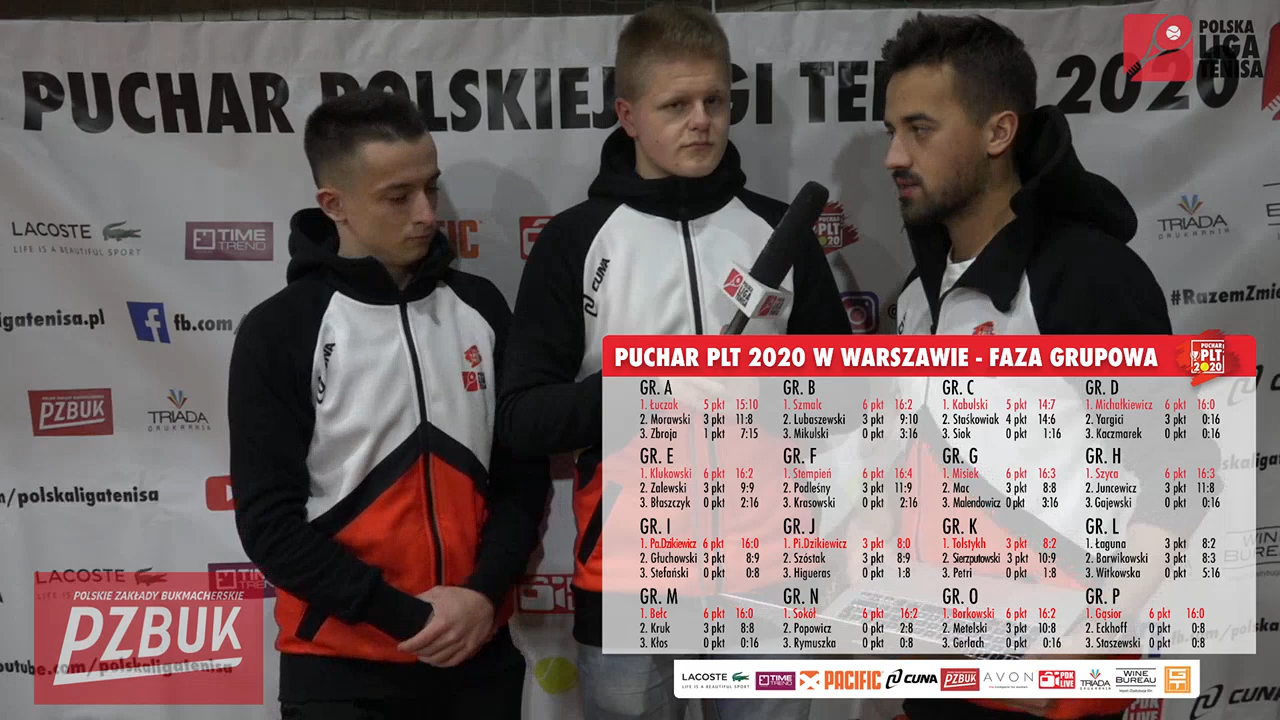 POLSKA
LIGA
TENISA
PUCHAR POLSKIEJ LIGI TENISA 2020
LACOSTE
LIFE IS A BEAUTIFUL SPORT
TIME
TREND
TRIADA
DRUKARNIA
CUNA
CUNA
PUCHAR
PLT
2020
ligatenisa.pl
fb.com/
#RazemZmie
PZBUK
TRIADA
DRUKARNIA
com/polskaligatenisa
LACOSTE
POLSKIE ZAKŁADY BUKMACHERSKIE
PZBUK
youtube.com/polskaligatenisa
PUCHAR PLT 2020 W WARSZAWIE - FAZA GRUPOWA
PUCHAR
PLT
2020
GR. A GR. B GR. C GR. D
1. Łuczak 5 pkt 15:10 1. Szmalc 6 pkt 16:2 1. Kabulski 5 pkt 14:7 1. Michałkiewicz 6 pkt 16:0
2. Morawski 3 pkt 11:8 2. Lubaszewski 3 pkt 9:10 2. Staśkowiak 4 pkt 14:6 2. Yargici 3 pkt 0:16
3. Zbroja 1 pkt 7:15 3. Mikulski 0 pkt 3:16 3. Siok 0 pkt 1:16 3. Kaczmarek 0 pkt 0:16
GR. E GR. F GR. G GR. H
1. Klukowski 6 pkt 16:2 1. Stempień 6 pkt 16:4 1. Misiek 6 pkt 16:3 1. Szyca 6 pkt 16:3
2. Zalewski 3 pkt 9:9 2. Podleśny 3 pkt 11:9 2. Mac 3 pkt 8:8 2. Juncewicz 3 pkt 11:8
3. Błaszczyk 0 pkt 2:16 3. Krasowski 0 pkt 2:16 3. Malendowicz 0 pkt 3:16 3. Gajewski 0 pkt 0:16
GR. I GR. J GR. K GR. L
1. Pa.Dzikiewicz 6 pkt 16:0 1. Pi.Dzikiewicz 3 pkt 8:0 1. Tolstykh 3 pkt 8:2 1. Łaguna 3 pkt 8:2
2. Głuchowski 3 pkt 8:9 2. Szóstak 3 pkt 8:9 2. Sierzputowski 3 pkt 10:9 2. Barwikowski 3 pkt 8:3
3. Stefański 0 pkt 0:8 3. Higueras 0 pkt 1:8 3. Petri 0 pkt 1:8 3. Witkowska 0 pkt 5:16
GR. M GR. N GR. O GR. P
1. Bełc 6 pkt 16:0 1. Sokół 6 pkt 16:2 1. Borkowski 6 pkt 16:2 1. Gąsior 6 pkt 16:0
2. Kruk 3 pkt 8:8 2. Popowicz 0 pkt 2:8 2. Metelski 3 pkt 10:8 2. Eckhoff 0 pkt 0:8
3. Kłos 0 pkt 0:16 3. Rymuszka 0 pkt 0:8 3. Gerlach 0 pkt 0:16 3. Staszewski 0 pkt 0:8
LACOSTE TIME TREND PACIFIC CUNA PZBUK AVON PDK LIVE TRIADA DRUKARNIA WINE BUREAU